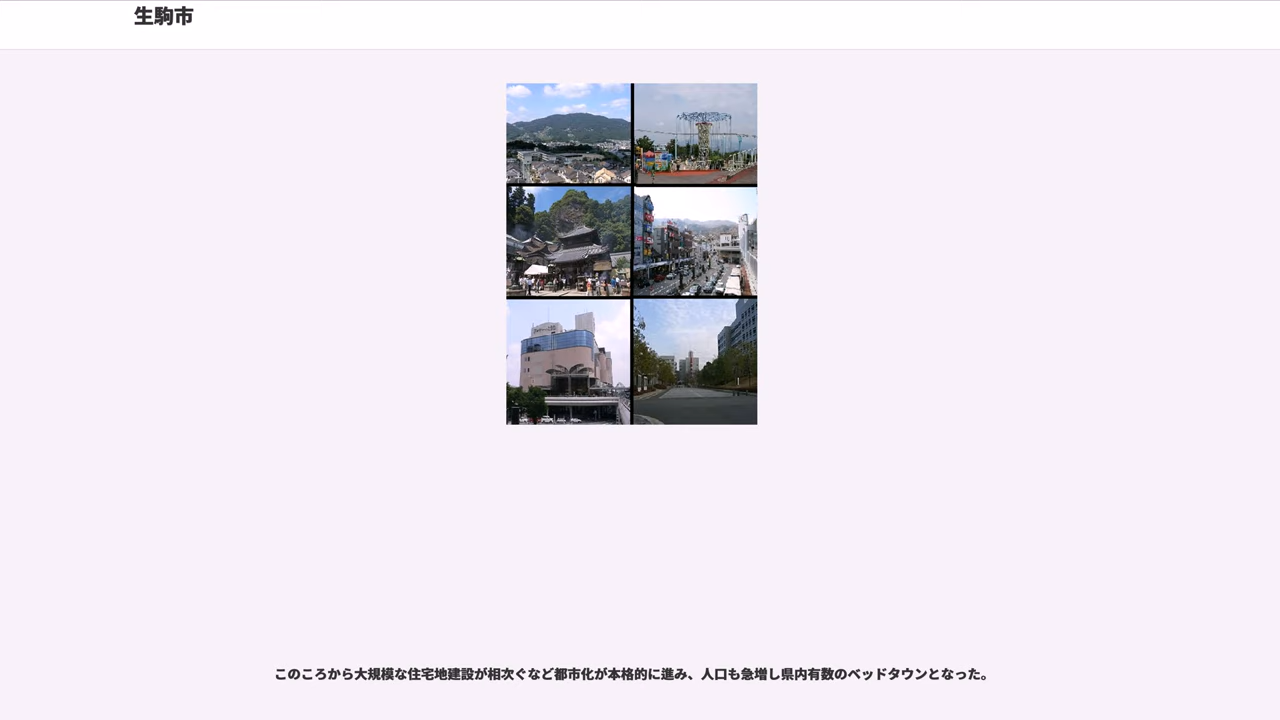 生駒市
このころから大規模な住宅地建設が相次ぐなど都市化が本格的に進み、人口も急増し県内有数のベッドタウンとなった。